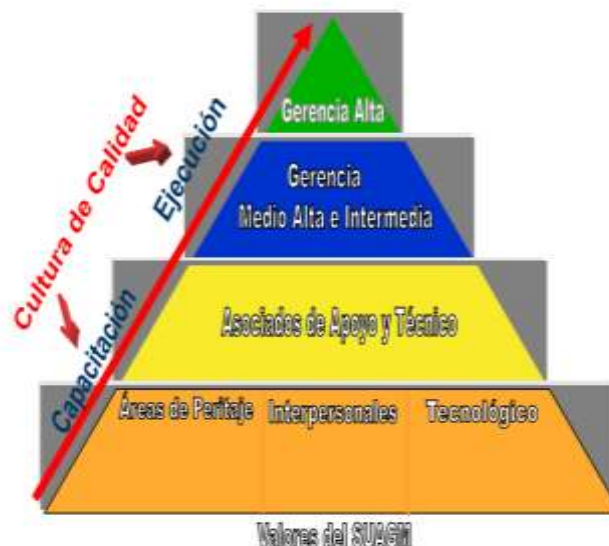 Gerencia Alta
Gerencia
Medio Alta e Intermedia
Asociados de Apoyo y Técnico
Áreas de Peritaje
Interpersonales
Tecnológico
Valores del SUAGM
Cultura de Calidad
Ejecución
Capacitación